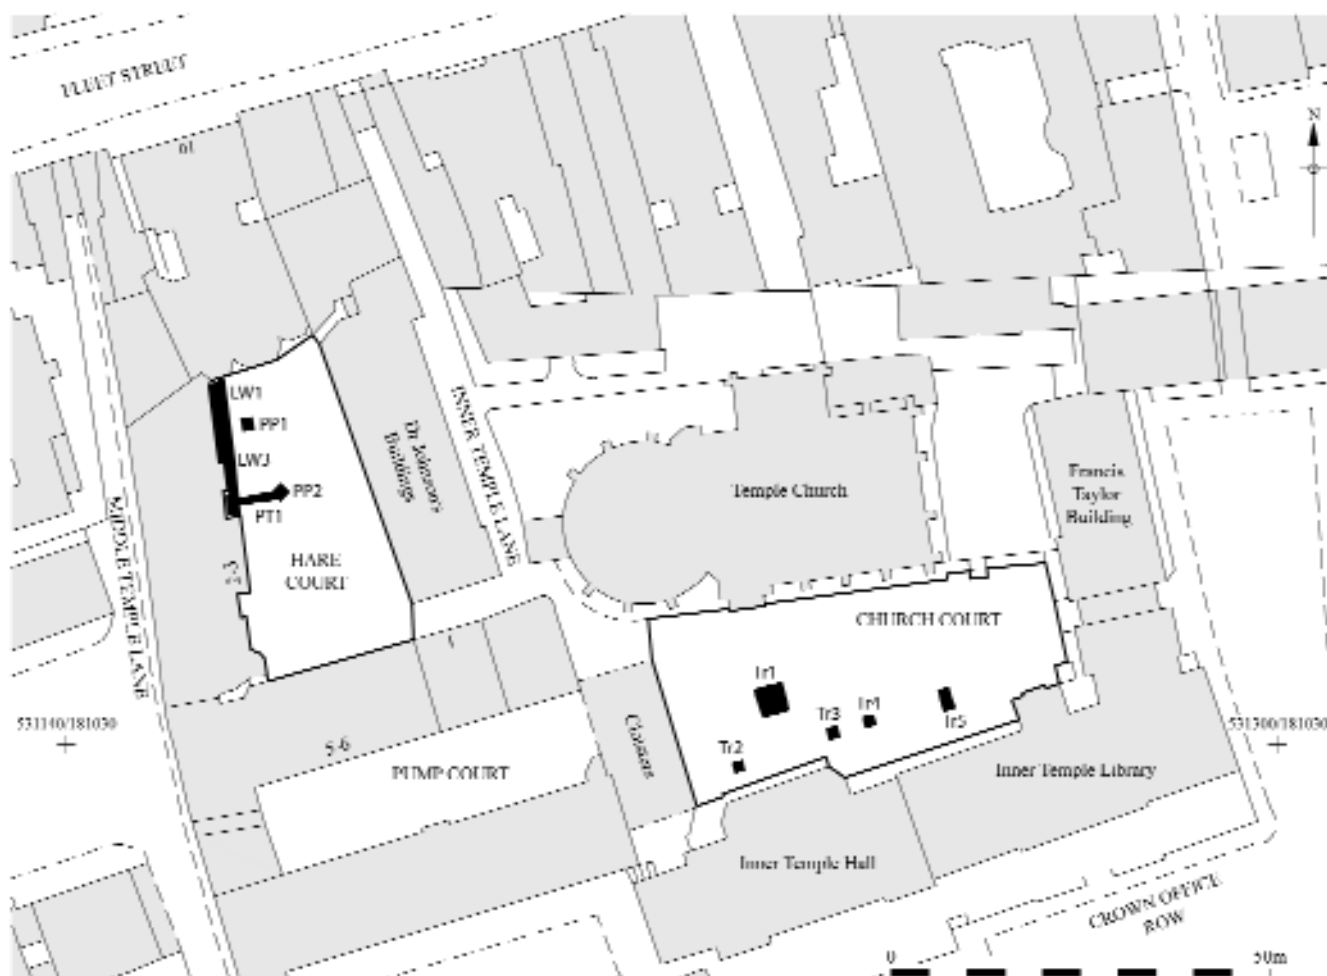 FLEET STREET
61
N
LW1
PP1
LW3
PP2
PT1
HARE
COURT
Dr Johnson's
Buildings
INNER TEMPLE LANE
MIDDLE TEMPLE LANE
Temple Church
Francis
Taylor
Building
CHURCH COURT
Tr1
Tr3
Tr4
Tr5
Tr2
531140/181030
531300/181030
1
5-6
PUMP COURT
Cloisters
Inner Temple Library
Inner Temple Hall
CROWN OFFICE
ROW
0
50m